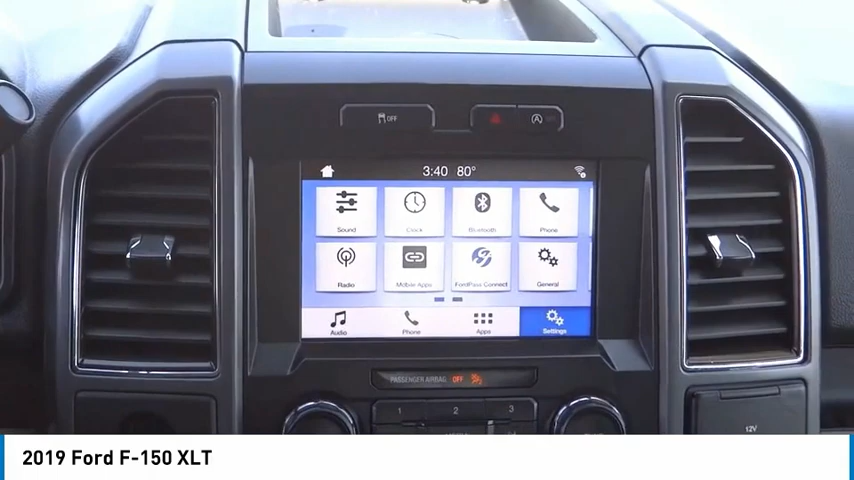 OFF
3:40 80°
Sound Clock Bluetooth Phone
Radio Mobile Apps FordPass Connect General
Audio Phone Apps Settings
PASSENGER AIRBAG OFF
1 2 3
12V
2019 Ford F-150 XLT